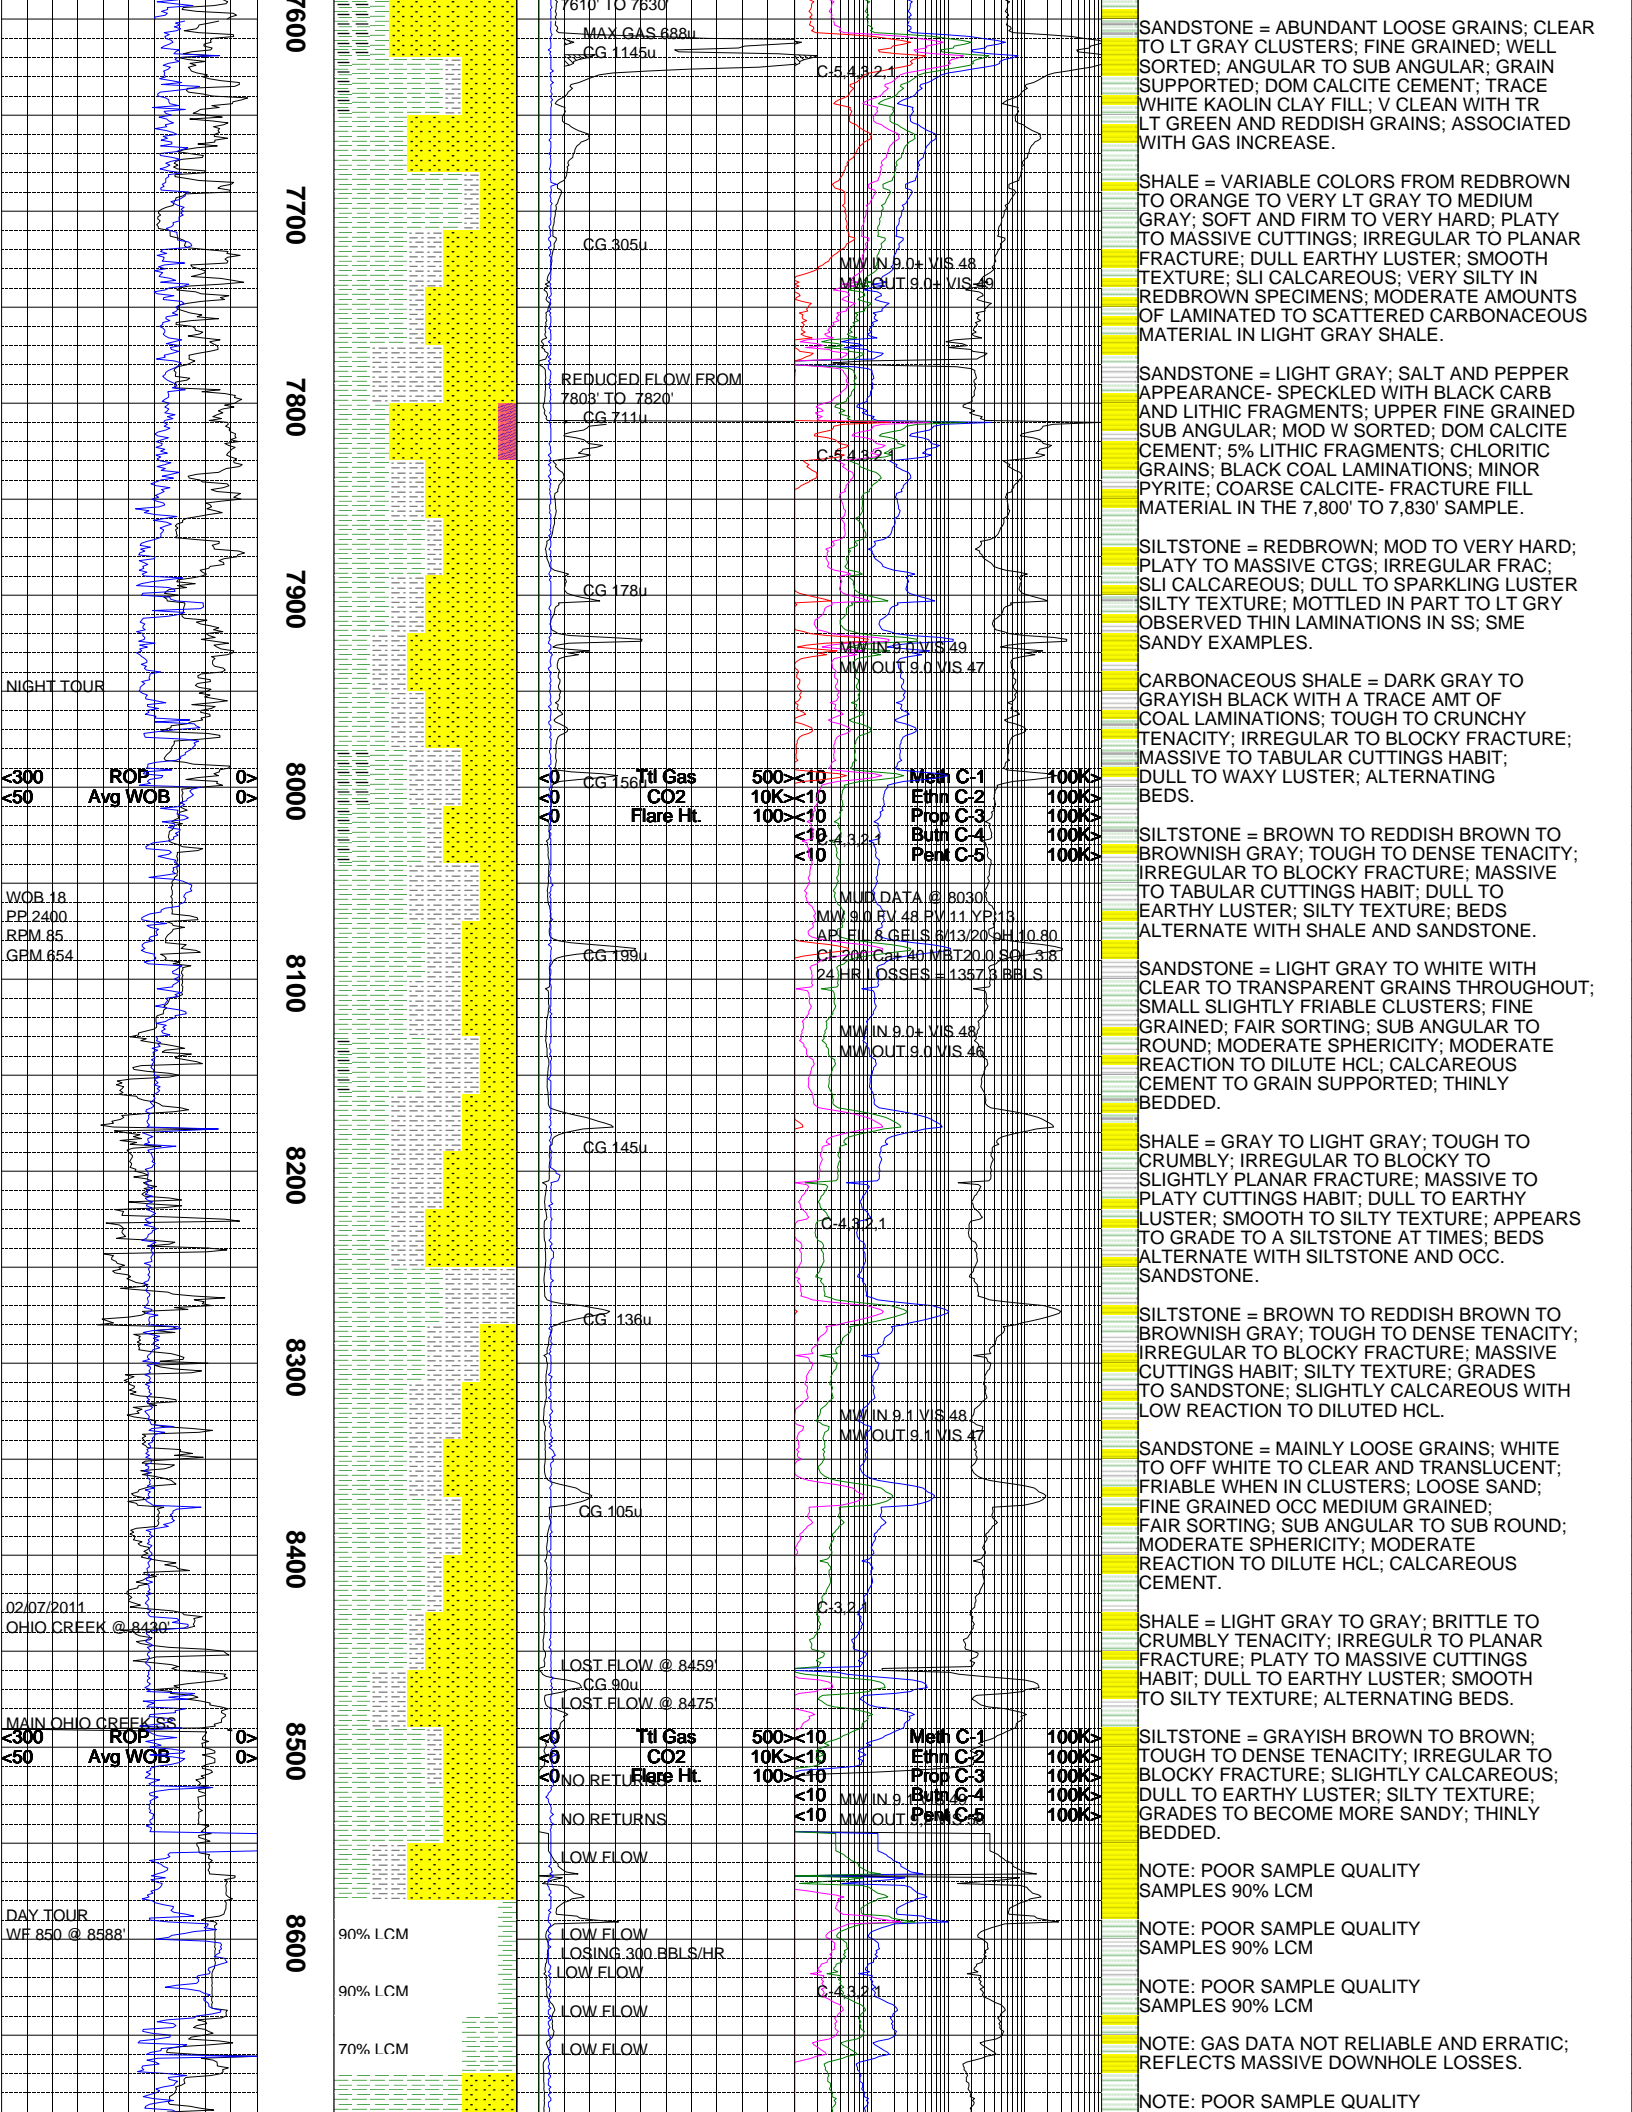 7610' TO 7630'
MAX GAS 688u
CG 1145u
C-5,4,3,2,1
CG 305u
MW IN 9.0+ VIS 48
MW OUT 9.0+ VIS 49
REDUCED FLOW FROM
7803' TO 7820'
CG 711u
C-5,4,3,2,1
CG 178u
MW IN 9.0 VIS 49
MW OUT 9.0 VIS 47
NIGHT TOUR
<300 ROP 0>
<50 Avg WOB 0>
CG 156u
<0 Ttl Gas 500>
<0 CO2 10K>
<0 Flare Ht. 100>
<10 Meth C-1 100K>
<10 Ethn C-2 100K>
<10 Prop C-3 100K>
<10 Butn C-4 100K>
<10 Pent C-5 100K>
C-4,3,2,1
WOB 18
PP 2400
RPM 85
GPM 654
MUD DATA @ 8030'
MW 9.0 FV 48 PV 11 YP 13
API FIL 8 GELS 6/13/20 pH 10.80
CL 200 Ca+ 40 MBT20.0 SOL 3.8
24 HR LOSSES = 1357.3 BBLS
CG 199u
MW IN 9.0+ VIS 48
MW OUT 9.0 VIS 46
CG 145u
C-4,3,2,1
CG 136u
MW IN 9.1 VIS 48
MW OUT 9.1 VIS 47
CG 105u
C-3,2,1
02/07/2011
OHIO CREEK @ 8430'
LOST FLOW @ 8459'
CG 90u
LOST FLOW @ 8475'
MAIN OHIO CREEK SS
<300 ROP 0>
<50 Avg WOB 0>
<0 Ttl Gas 500>
<0 CO2 10K>
<0 Flare Ht. 100>
<10 Meth C-1 100K>
<10 Ethn C-2 100K>
<10 Prop C-3 100K>
<10 Butn C-4 100K>
<10 Pent C-5 100K>
NO RETURNS
MW IN 9.1
MW OUT
NO RETURNS
LOW FLOW
DAY TOUR
WF 850 @ 8588'
90% LCM
LOW FLOW
LOSING 300 BBLS/HR
LOW FLOW
90% LCM
C-4,3,2,1
LOW FLOW
70% LCM
LOW FLOW
7600
7700
7800
7900
8000
8100
8200
8300
8400
8500
8600
SANDSTONE = ABUNDANT LOOSE GRAINS; CLEAR
TO LT GRAY CLUSTERS; FINE GRAINED; WELL
SORTED; ANGULAR TO SUB ANGULAR; GRAIN
SUPPORTED; DOM CALCITE CEMENT; TRACE
WHITE KAOLIN CLAY FILL; V CLEAN WITH TR
LT GREEN AND REDDISH GRAINS; ASSOCIATED
WITH GAS INCREASE.
SHALE = VARIABLE COLORS FROM REDBROWN
TO ORANGE TO VERY LT GRAY TO MEDIUM
GRAY; SOFT AND FIRM TO VERY HARD; PLATY
TO MASSIVE CUTTINGS; IRREGULAR TO PLANAR
FRACTURE; DULL EARTHY LUSTER; SMOOTH
TEXTURE; SLI CALCAREOUS; VERY SILTY IN
REDBROWN SPECIMENS; MODERATE AMOUNTS
OF LAMINATED TO SCATTERED CARBONACEOUS
MATERIAL IN LIGHT GRAY SHALE.
SANDSTONE = LIGHT GRAY; SALT AND PEPPER
APPEARANCE- SPECKLED WITH BLACK CARB
AND LITHIC FRAGMENTS; UPPER FINE GRAINED
SUB ANGULAR; MOD W SORTED; DOM CALCITE
CEMENT; 5% LITHIC FRAGMENTS; CHLORITIC
GRAINS; BLACK COAL LAMINATIONS; MINOR
PYRITE; COARSE CALCITE- FRACTURE FILL
MATERIAL IN THE 7,800' TO 7,830' SAMPLE.
SILTSTONE = REDBROWN; MOD TO VERY HARD;
PLATY TO MASSIVE CTGS; IRREGULAR FRAC;
SLI CALCAREOUS; DULL TO SPARKLING LUSTER
SILTY TEXTURE; MOTTLED IN PART TO LT GRY
OBSERVED THIN LAMINATIONS IN SS; SME
SANDY EXAMPLES.
CARBONACEOUS SHALE = DARK GRAY TO
GRAYISH BLACK WITH A TRACE AMT OF
COAL LAMINATIONS; TOUGH TO CRUNCHY
TENACITY; IRREGULAR TO BLOCKY FRACTURE;
MASSIVE TO TABULAR CUTTINGS HABIT;
DULL TO WAXY LUSTER; ALTERNATING
BEDS.
SILTSTONE = BROWN TO REDDISH BROWN TO
BROWNISH GRAY; TOUGH TO DENSE TENACITY;
IRREGULAR TO BLOCKY FRACTURE; MASSIVE
TO TABULAR CUTTINGS HABIT; DULL TO
EARTHY LUSTER; SILTY TEXTURE; BEDS
ALTERNATE WITH SHALE AND SANDSTONE.
SANDSTONE = LIGHT GRAY TO WHITE WITH
CLEAR TO TRANSPARENT GRAINS THROUGHOUT;
SMALL SLIGHTLY FRIABLE CLUSTERS; FINE
GRAINED; FAIR SORTING; SUB ANGULAR TO
ROUND; MODERATE SPHERICITY; MODERATE
REACTION TO DILUTE HCL; CALCAREOUS
CEMENT TO GRAIN SUPPORTED; THINLY
BEDDED.
SHALE = GRAY TO LIGHT GRAY; TOUGH TO
CRUMBLY; IRREGULAR TO BLOCKY TO
SLIGHTLY PLANAR FRACTURE; MASSIVE TO
PLATY CUTTINGS HABIT; DULL TO EARTHY
LUSTER; SMOOTH TO SILTY TEXTURE; APPEARS
TO GRADE TO A SILTSTONE AT TIMES; BEDS
ALTERNATE WITH SILTSTONE AND OCC.
SANDSTONE.
SILTSTONE = BROWN TO REDDISH BROWN TO
BROWNISH GRAY; TOUGH TO DENSE TENACITY;
IRREGULAR TO BLOCKY FRACTURE; MASSIVE
CUTTINGS HABIT; SILTY TEXTURE; GRADES
TO SANDSTONE; SLIGHTLY CALCAREOUS WITH
LOW REACTION TO DILUTED HCL.
SANDSTONE = MAINLY LOOSE GRAINS; WHITE
TO OFF WHITE TO CLEAR AND TRANSLUCENT;
FRIABLE WHEN IN CLUSTERS; LOOSE SAND;
FINE GRAINED OCC MEDIUM GRAINED;
FAIR SORTING; SUB ANGULAR TO SUB ROUND;
MODERATE SPHERICITY; MODERATE
REACTION TO DILUTE HCL; CALCAREOUS
CEMENT.
SHALE = LIGHT GRAY TO GRAY; BRITTLE TO
CRUMBLY TENACITY; IRREGULR TO PLANAR
FRACTURE; PLATY TO MASSIVE CUTTINGS
HABIT; DULL TO EARTHY LUSTER; SMOOTH
TO SILTY TEXTURE; ALTERNATING BEDS.
SILTSTONE = GRAYISH BROWN TO BROWN;
TOUGH TO DENSE TENACITY; IRREGULAR TO
BLOCKY FRACTURE; SLIGHTLY CALCAREOUS;
DULL TO EARTHY LUSTER; SILTY TEXTURE;
GRADES TO BECOME MORE SANDY; THINLY
BEDDED.
NOTE: POOR SAMPLE QUALITY
SAMPLES 90% LCM
NOTE: POOR SAMPLE QUALITY
SAMPLES 90% LCM
NOTE: POOR SAMPLE QUALITY
SAMPLES 90% LCM
NOTE: GAS DATA NOT RELIABLE AND ERRATIC;
REFLECTS MASSIVE DOWNHOLE LOSSES.
NOTE: POOR SAMPLE QUALITY